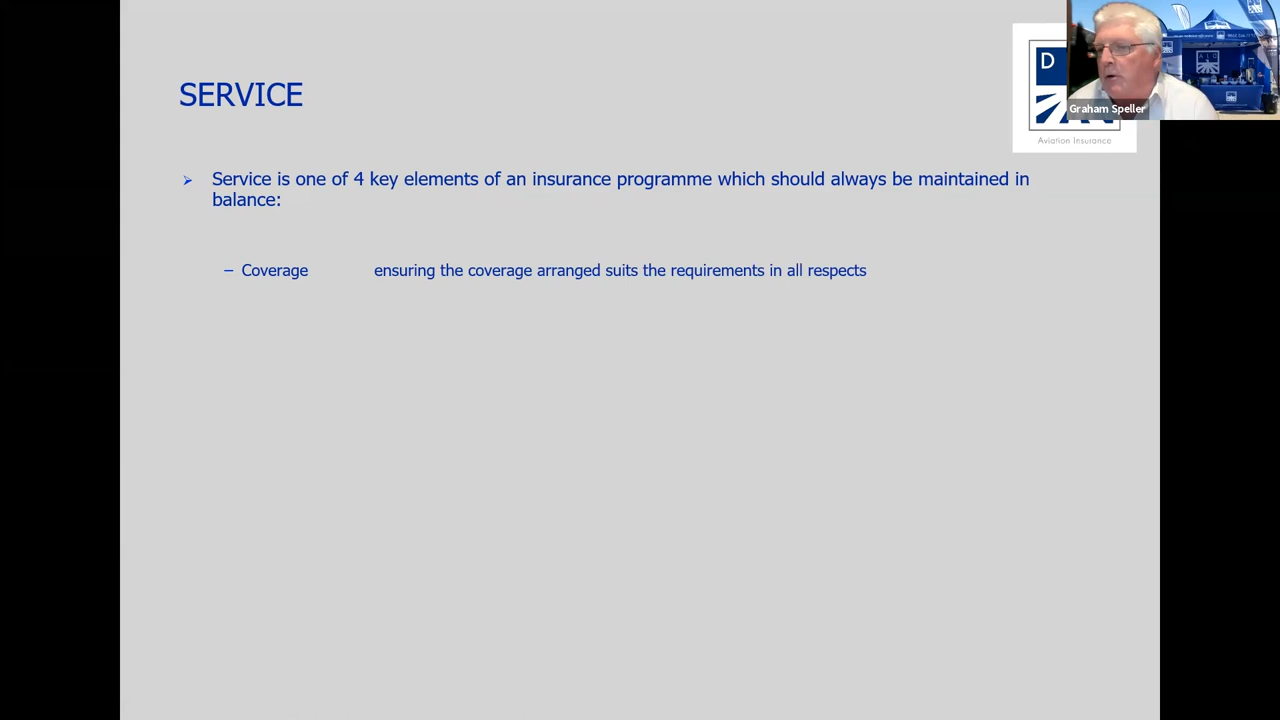 SERVICE
D
Aviation Insurance
Graham Speller
➢ Service is one of 4 key elements of an insurance programme which should always be maintained in
balance:
– Coverage ensuring the coverage arranged suits the requirements in all respects